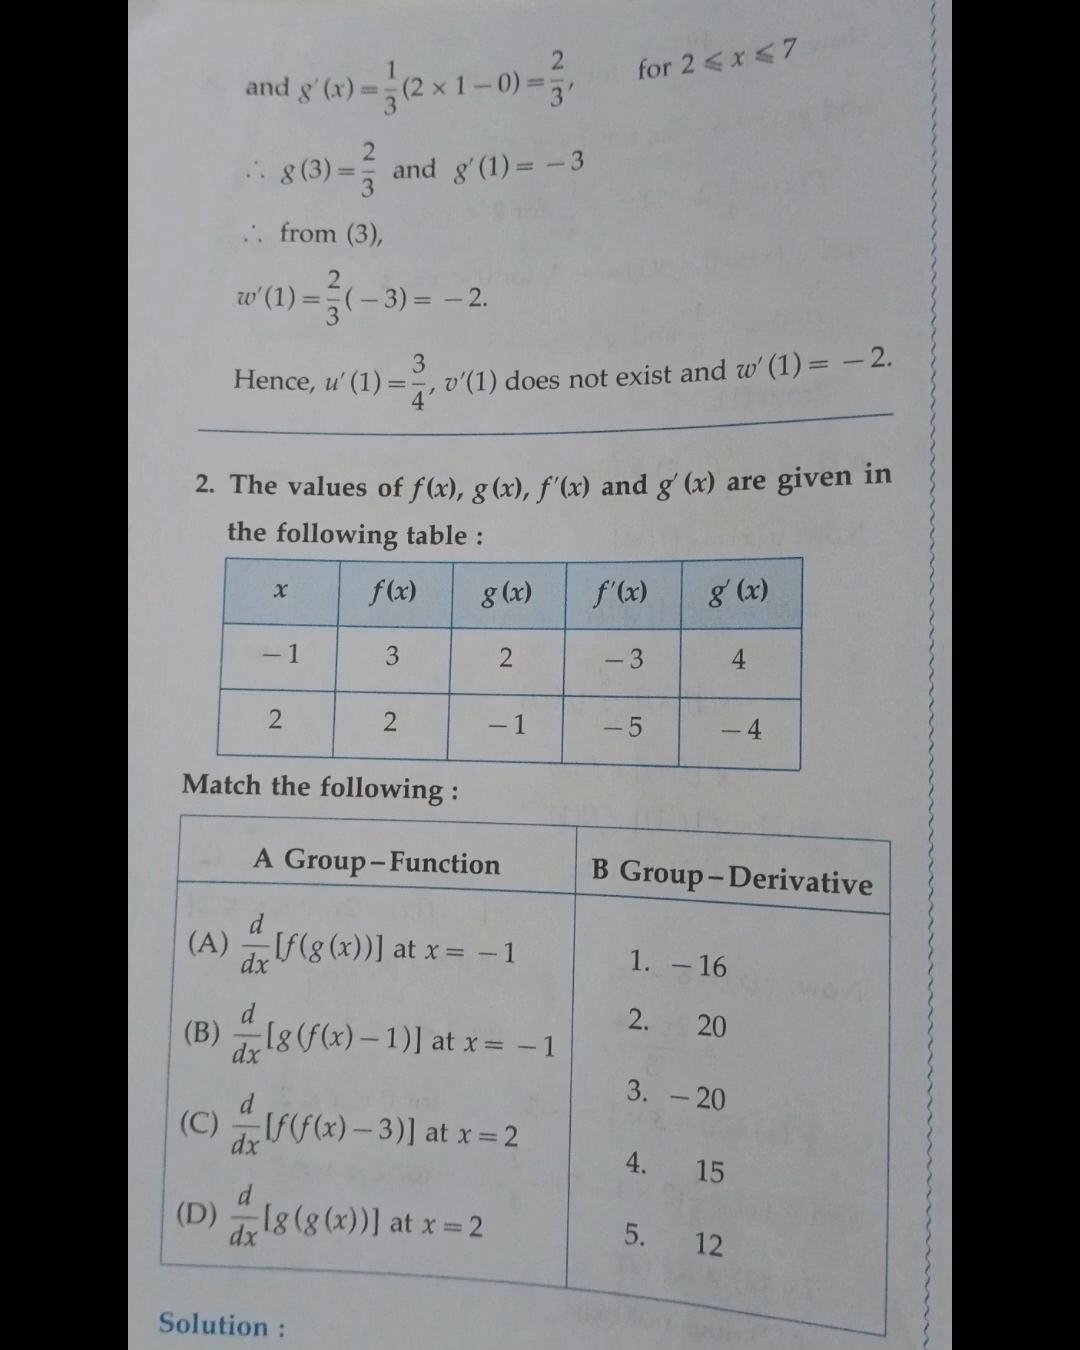 and g′(x) = 1/3 (2 × 1 − 0) = 2/3, for 2 ⩽ x ⩽ 7
∴ g(3) = 2/3 and g′(1) = − 3
∴ from (3),
w′(1) = 2/3 (− 3) = − 2.
Hence, u′(1) = 3/4, v′(1) does not exist and w′(1) = − 2.
2. The values of f(x), g(x), f′(x) and g′(x) are given in
the following table :
x f(x) g(x) f′(x) g′(x)
− 1 3 2 − 3 4
2 2 − 1 − 5 − 4
Match the following :
A Group – Function B Group – Derivative
(A) d/dx [f(g(x))] at x = − 1 1. − 16
(B) d/dx [g(f(x) − 1)] at x = − 1 2. 20
(C) d/dx [f(f(x) − 3)] at x = 2 3. − 20
(D) d/dx [g(g(x))] at x = 2 4. 15
5. 12
Solution :